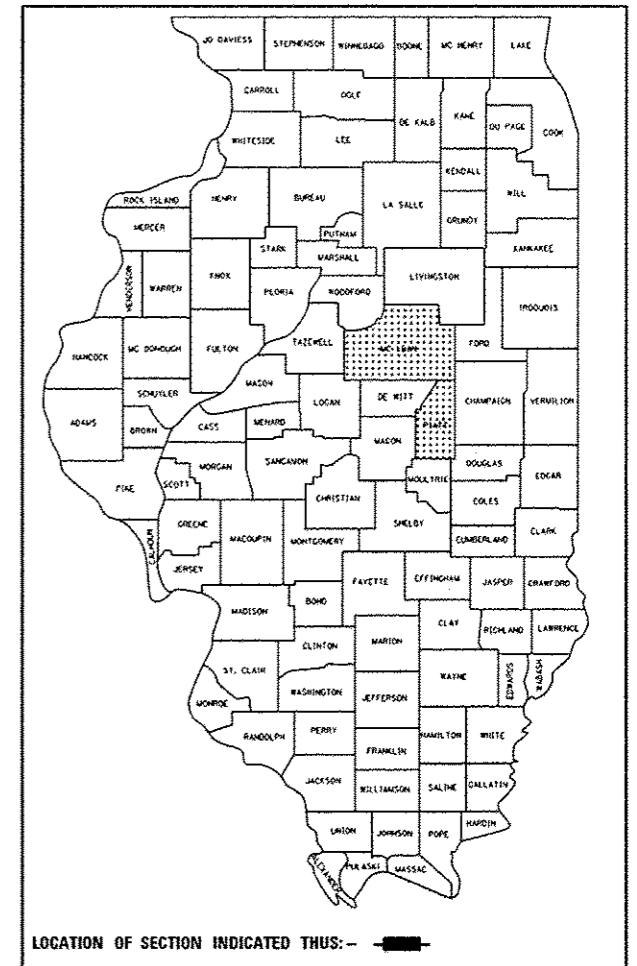 JO DAVIESS STEPHENSON WINNEBAGO BOONE MC HENRY LAKE
CARROLL OGLE DE KALB KANE DU PAGE COOK
WHITESIDE LEE KENDALL WILL
ROCK ISLAND HENRY BUREAU LA SALLE GRUNDY
MERCER PUTNAM KANKAKEE
HENDERSON WARREN KNOX STARK MARSHALL LIVINGSTON
PEORIA WOODFORD IROQUOIS
HANCOCK MC DONOUGH FULTON TAZEWELL MC LEAN FORD
SCHUYLER MASON LOGAN DE WITT CHAMPAIGN VERMILION
ADAMS BROWN CASS MENARD MACON PIATT
PIKE SCOTT MORGAN SANGAMON CHRISTIAN MOULTRIE DOUGLAS EDGAR
COLES
CALHOUN GREENE MACOUPIN MONTGOMERY SHELBY CUMBERLAND CLARK
JERSEY FAYETTE EFFINGHAM JASPER CRAWFORD
MADISON BOND
CLINTON MARION CLAY RICHLAND LAWRENCE
ST. CLAIR WASHINGTON WAYNE EDWARDS WABASH
MONROE JEFFERSON
RANDOLPH PERRY FRANKLIN HAMILTON WHITE
JACKSON WILLIAMSON SALINE GALLATIN
UNION JOHNSON POPE HARDIN
ALEXANDER PULASKI MASSAC
LOCATION OF SECTION INDICATED THUS:-